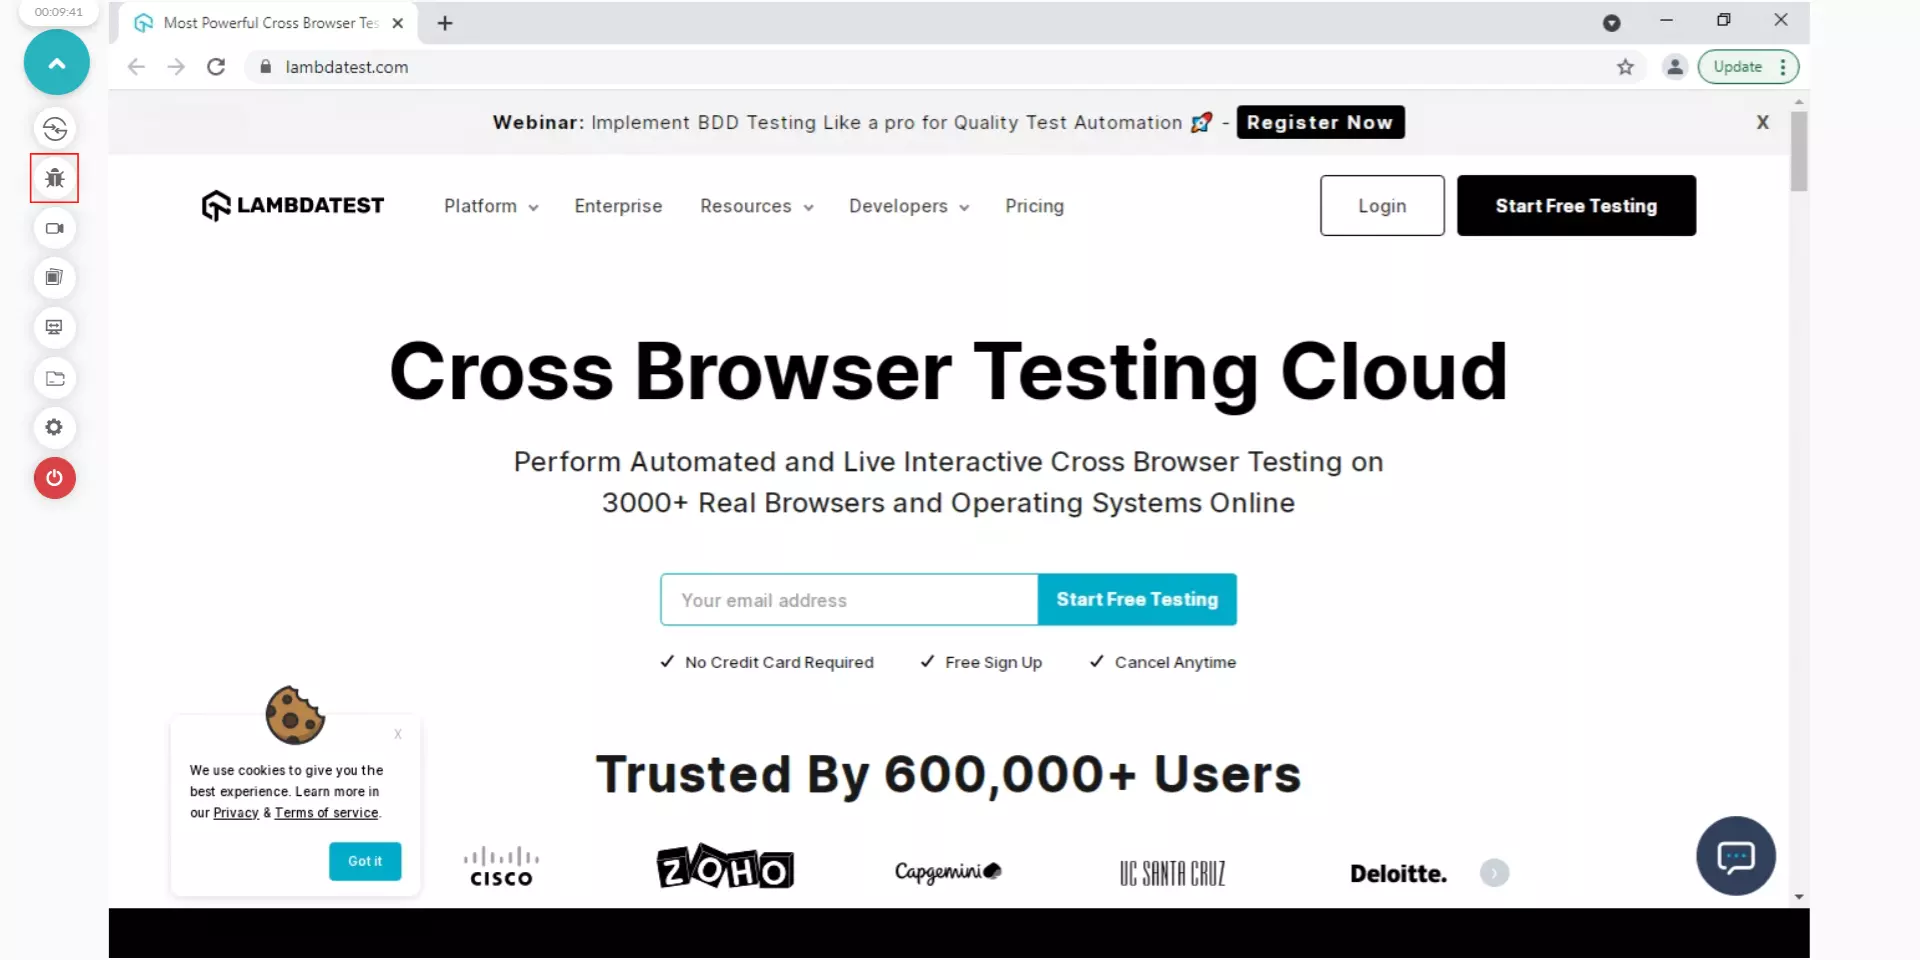 00:09:41
Most Powerful Cross Browser Tes
lambdatest.com
Update
Webinar: Implement BDD Testing Like a pro for Quality Test Automation 🚀 - Register Now
X
LAMBDATEST
Platform
Enterprise
Resources
Developers
Pricing
Login
Start Free Testing
Cross Browser Testing Cloud
Perform Automated and Live Interactive Cross Browser Testing on
3000+ Real Browsers and Operating Systems Online
Your email address
Start Free Testing
No Credit Card Required
Free Sign Up
Cancel Anytime
X
We use cookies to give you the
best experience. Learn more in
our Privacy & Terms of service.
Got it
Trusted By 600,000+ Users
CISCO
ZOHO
Capgemini
UC SANTA CRUZ
Deloitte.